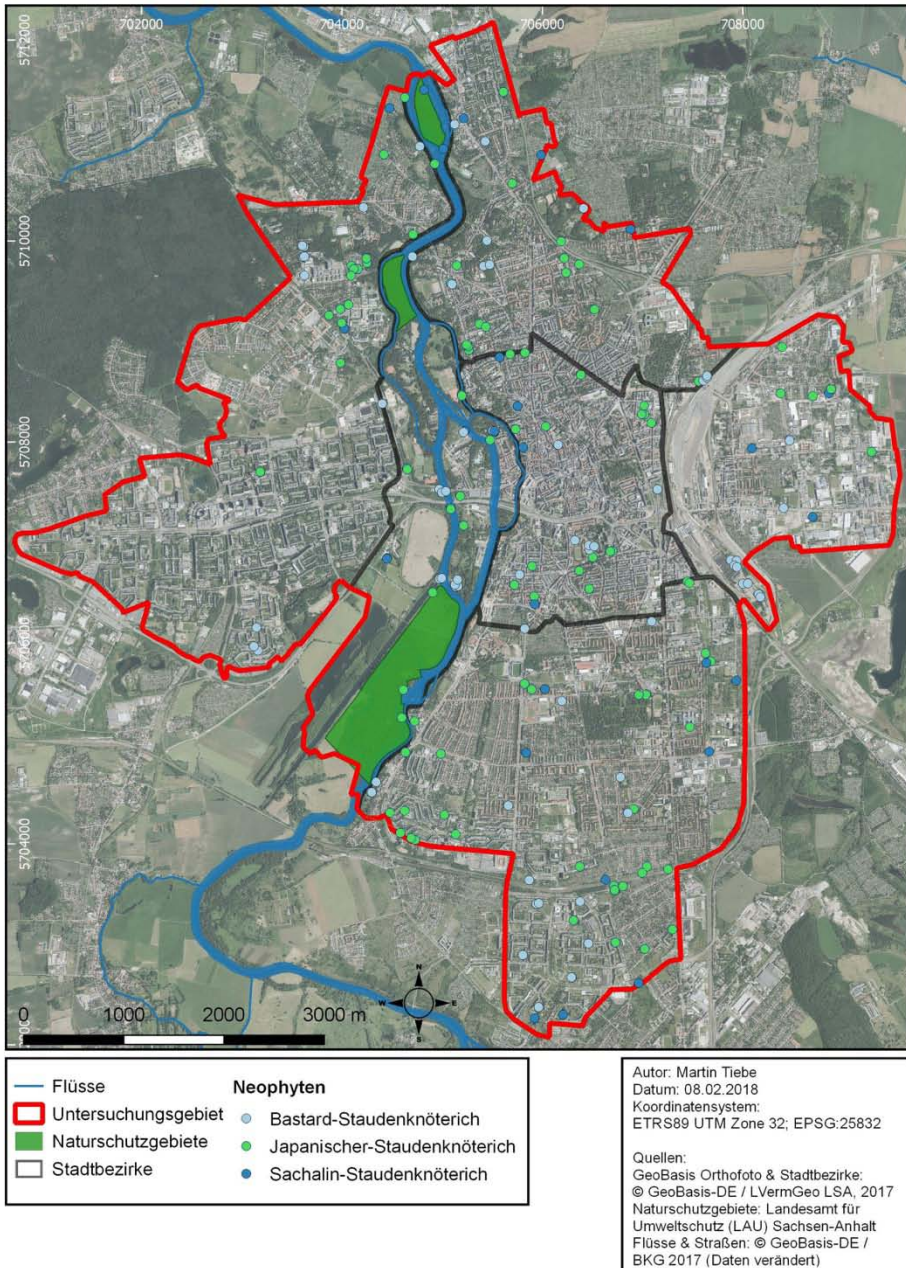 702000 704000 706000 708000
5712000
5710000
5708000
5706000
5704000
N
W E
S
0 1000 2000 3000 m
Flüsse
Untersuchungsgebiet
Naturschutzgebiete
Stadtbezirke
Neophyten
Bastard-Staudenknöterich
Japanischer-Staudenknöterich
Sachalin-Staudenknöterich
Autor: Martin Tiebe
Datum: 08.02.2018
Koordinatensystem:
ETRS89 UTM Zone 32; EPSG:25832
Quellen:
GeoBasis Orthofoto & Stadtbezirke:
© GeoBasis-DE / LVermGeo LSA, 2017
Naturschutzgebiete: Landesamt für
Umweltschutz (LAU) Sachsen-Anhalt
Flüsse & Straßen: © GeoBasis-DE /
BKG 2017 (Daten verändert)